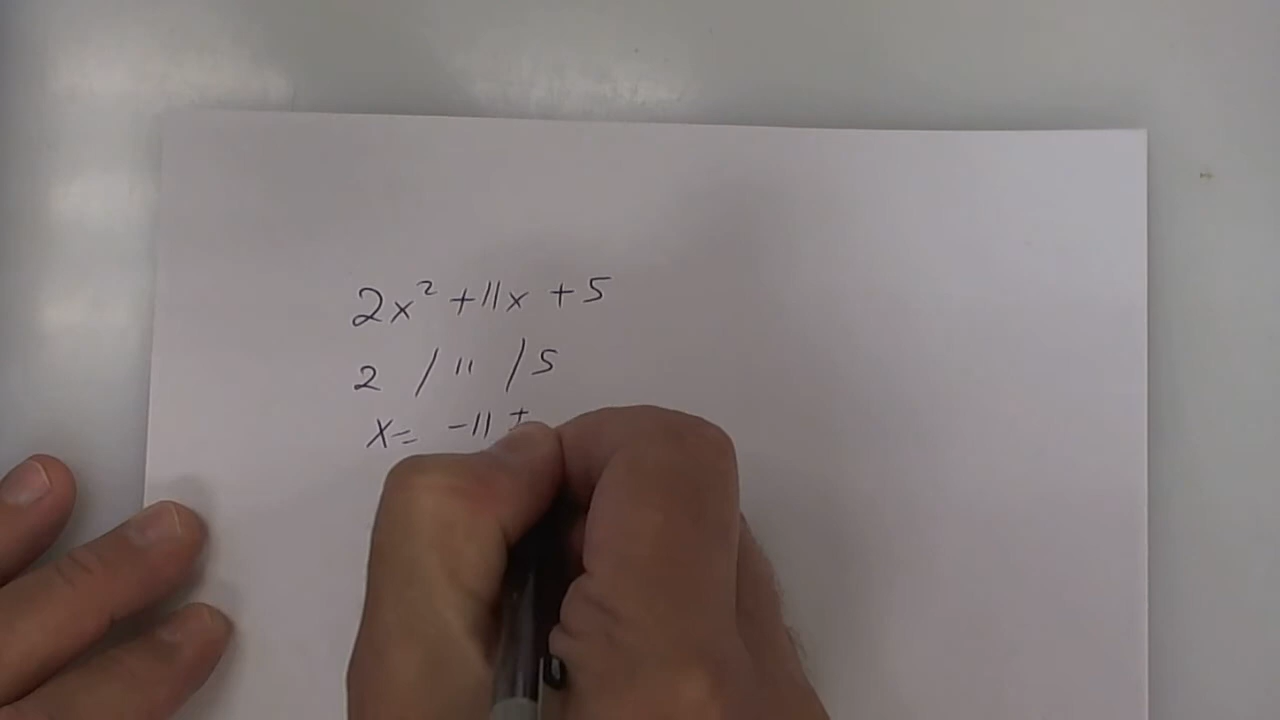 2x² +11x +5
2 / 11 / 5
x= -11 ±